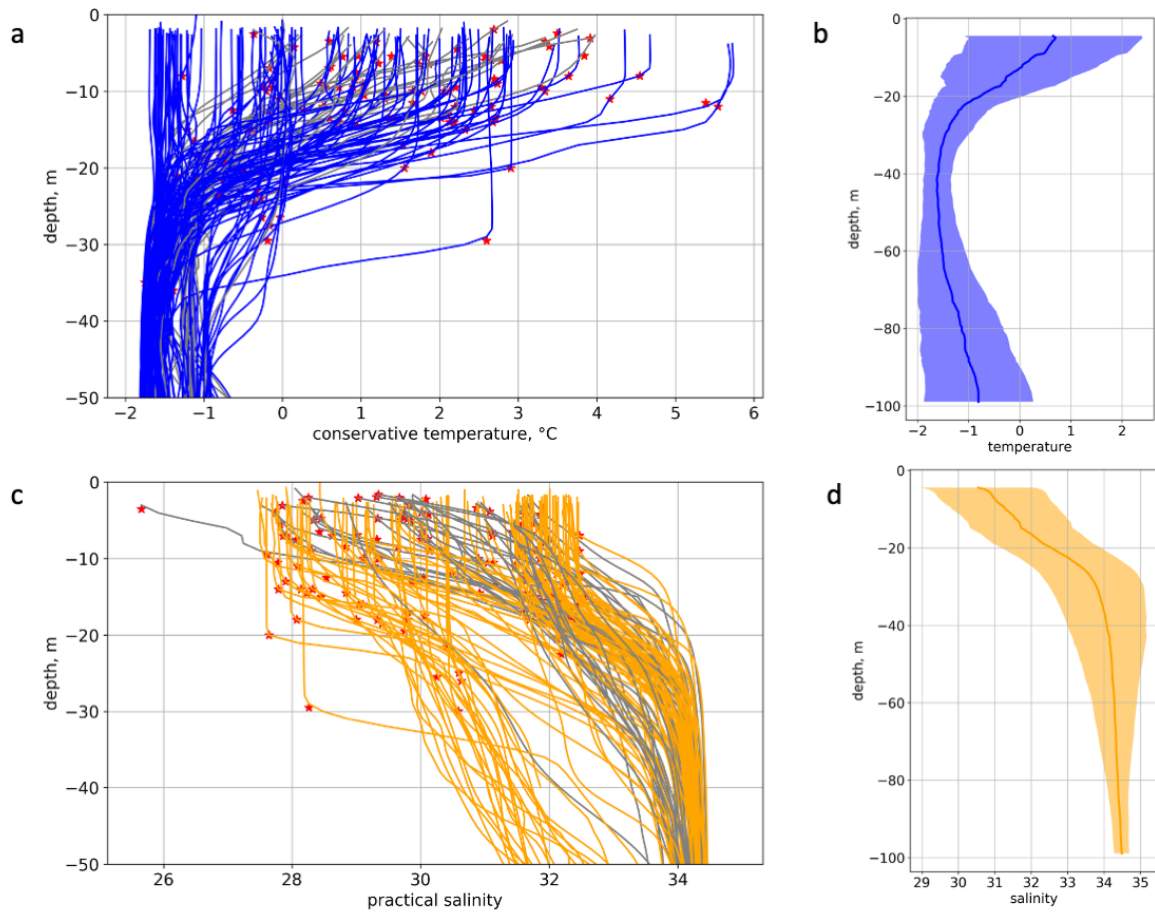 a
0
−10
−20
−30
−40
−50
depth, m
−2 −1 0 1 2 3 4 5 6
conservative temperature, °C
b
0
−20
−40
−60
−80
−100
depth, m
−2 −1 0 1 2
temperature
c
0
−10
−20
−30
−40
−50
depth, m
26 28 30 32 34
practical salinity
d
0
−20
−40
−60
−80
−100
depth, m
29 30 31 32 33 34 35
salinity